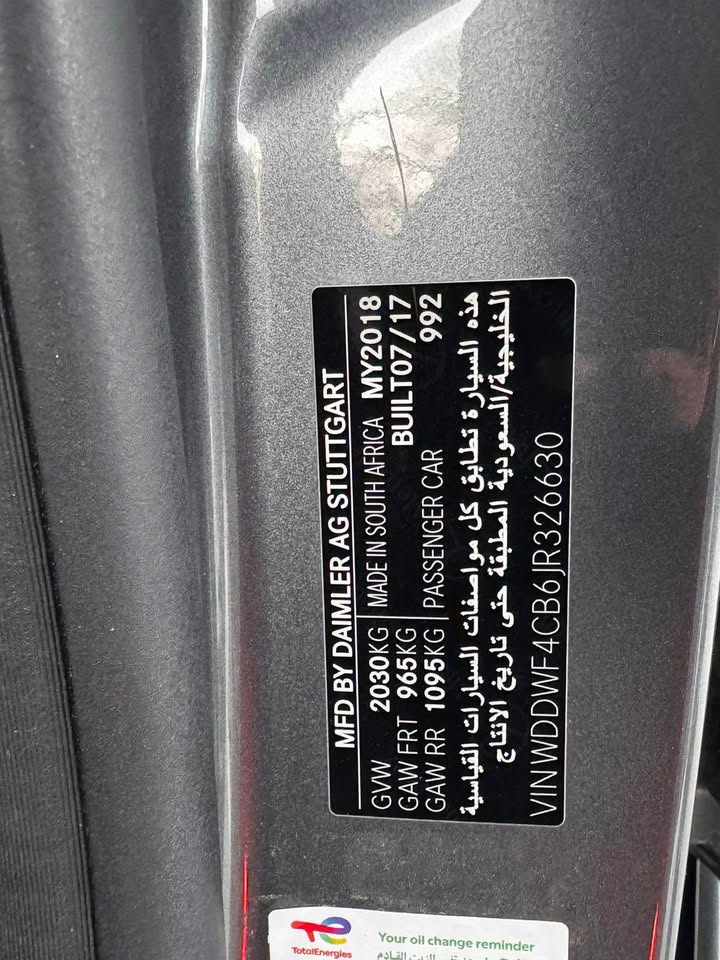 MFD BY DAIMLER AG STUTTGART
GVW 2030KG MADE IN SOUTH AFRICA MY2018
GAW FRT 965KG BUILT07/17
GAW RR 1095KG PASSENGER CAR 992
هذه السيارة تطابق كل مواصفات السيارات القياسية
الخليجية/السعودية المطبقة حتى تاريخ الانتاج
VIN WDDWF4CB6JR326630
TotalEnergies
Your oil change reminder